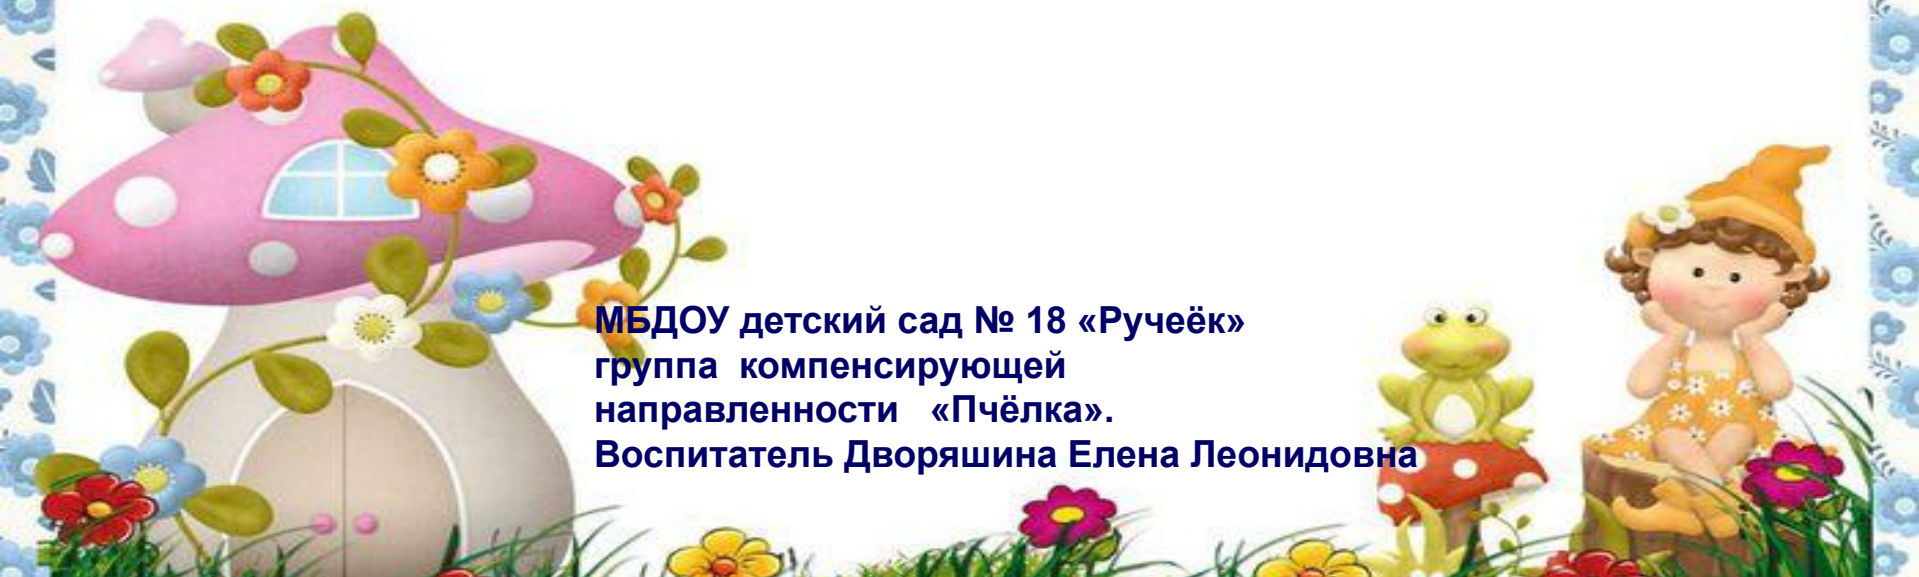 МБДОУ детский сад № 18 «Ручеёк»
группа компенсирующей
направленности «Пчёлка».
Воспитатель Дворяшина Елена Леонидовна